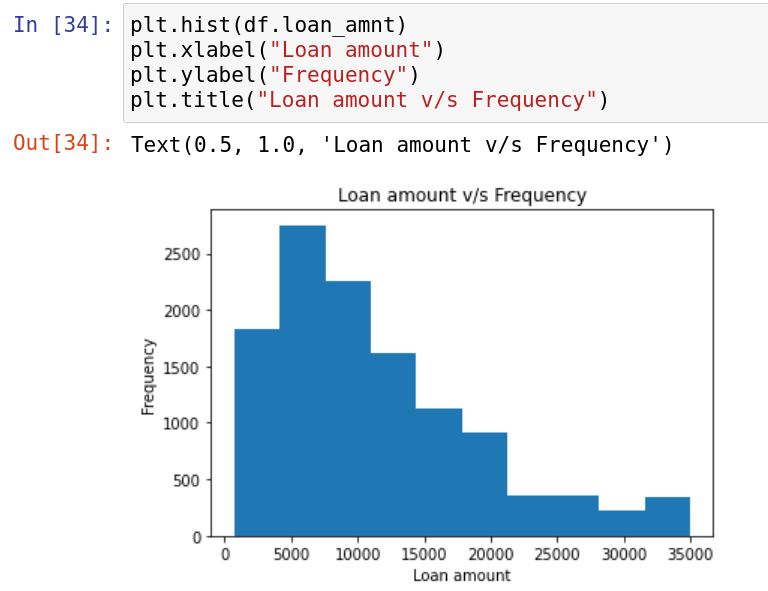 In [34]: plt.hist(df.loan_amnt)
plt.xlabel("Loan amount")
plt.ylabel("Frequency")
plt.title("Loan amount v/s Frequency")
Out[34]: Text(0.5, 1.0, 'Loan amount v/s Frequency')
Loan amount v/s Frequency
2500
2000
1500
1000
500
0
Frequency
0 5000 10000 15000 20000 25000 30000 35000
Loan amount